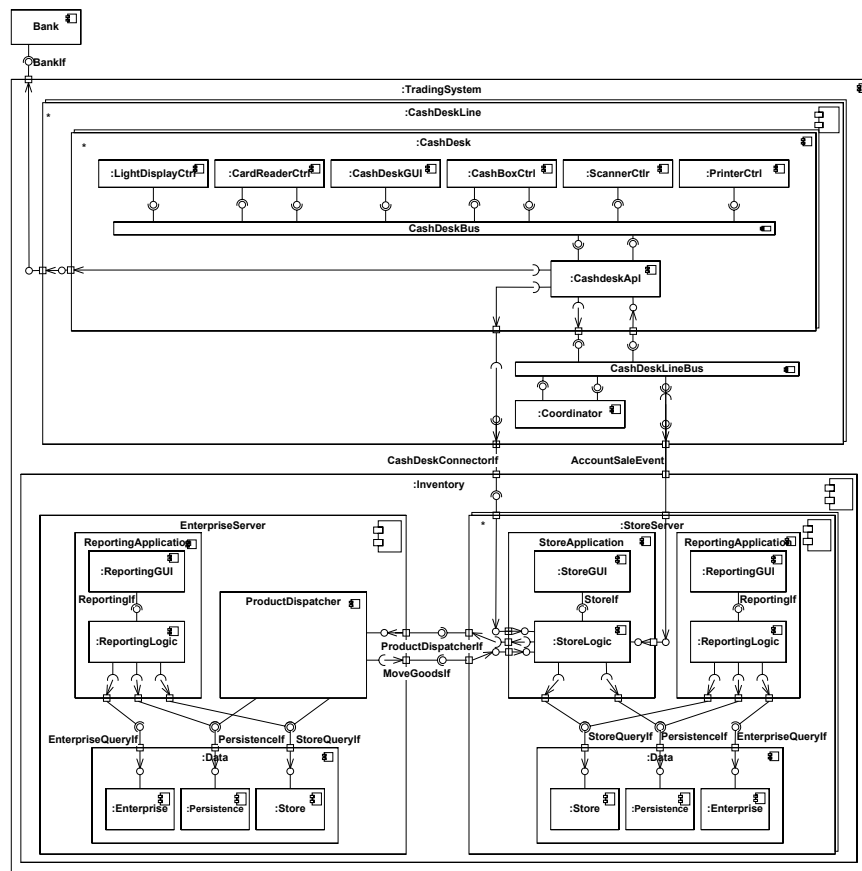 Bank
BankIf
:TradingSystem
:CashDeskLine
*
:CashDesk
*
:LightDisplayCtrl
:CardReaderCtrl
:CashDeskGUI
:CashBoxCtrl
:ScannerCtlr
:PrinterCtrl
CashDeskBus
:CashdeskApl
CashDeskLineBus
:Coordinator
CashDeskConnectorIf
AccountSaleEvent
:Inventory
EnterpriseServer
*
:StoreServer
ReportingApplication
StoreApplication
ReportingApplication
:ReportingGUI
:StoreGUI
:ReportingGUI
ReportingIf
ProductDispatcher
StoreIf
ReportingIf
:ReportingLogic
:StoreLogic
:ReportingLogic
ProductDispatcherIf
MoveGoodsIf
EnterpriseQueryIf
PersistenceIf
StoreQueryIf
StoreQueryIf
PersistenceIf
EnterpriseQueryIf
:Data
:Data
:Enterprise
:Persistence
:Store
:Store
:Persistence
:Enterprise